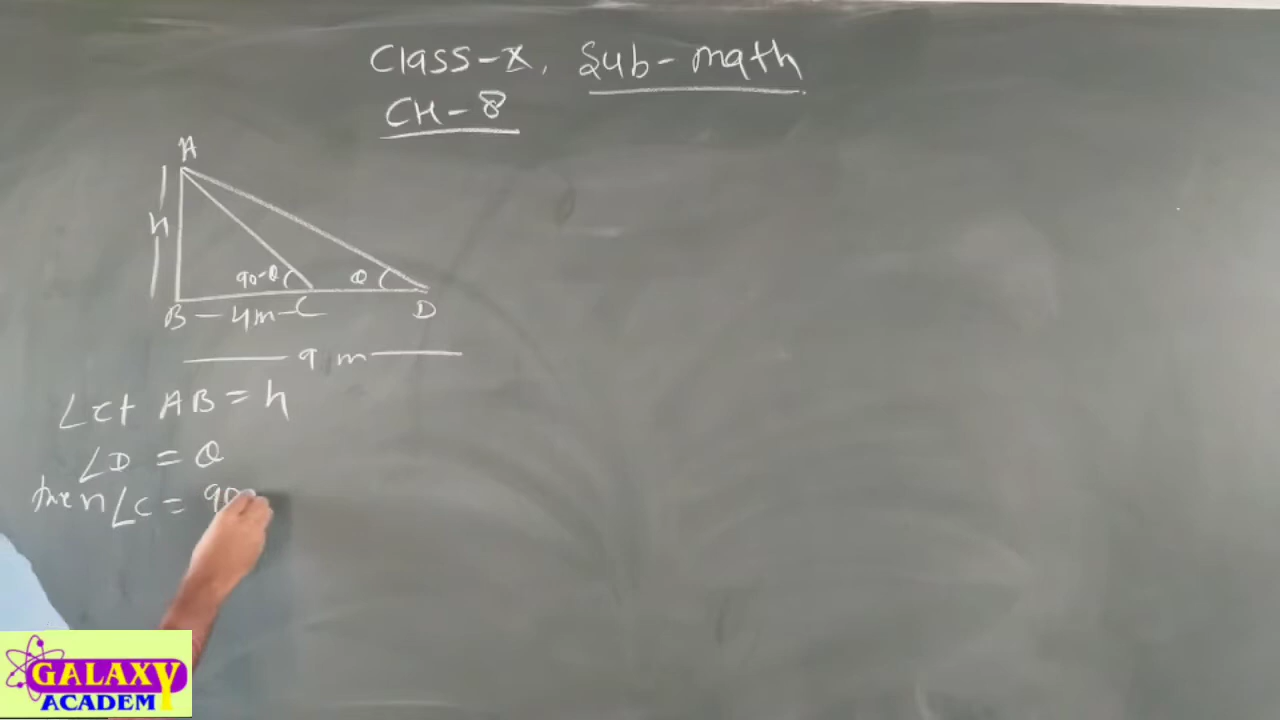 Class-X, Sub-math
CH-8
A
h
90-θ θ
B - 4m - C D
9 m
Let AB = h
∠D = θ
then ∠C = 90
GALAXY
ACADEM